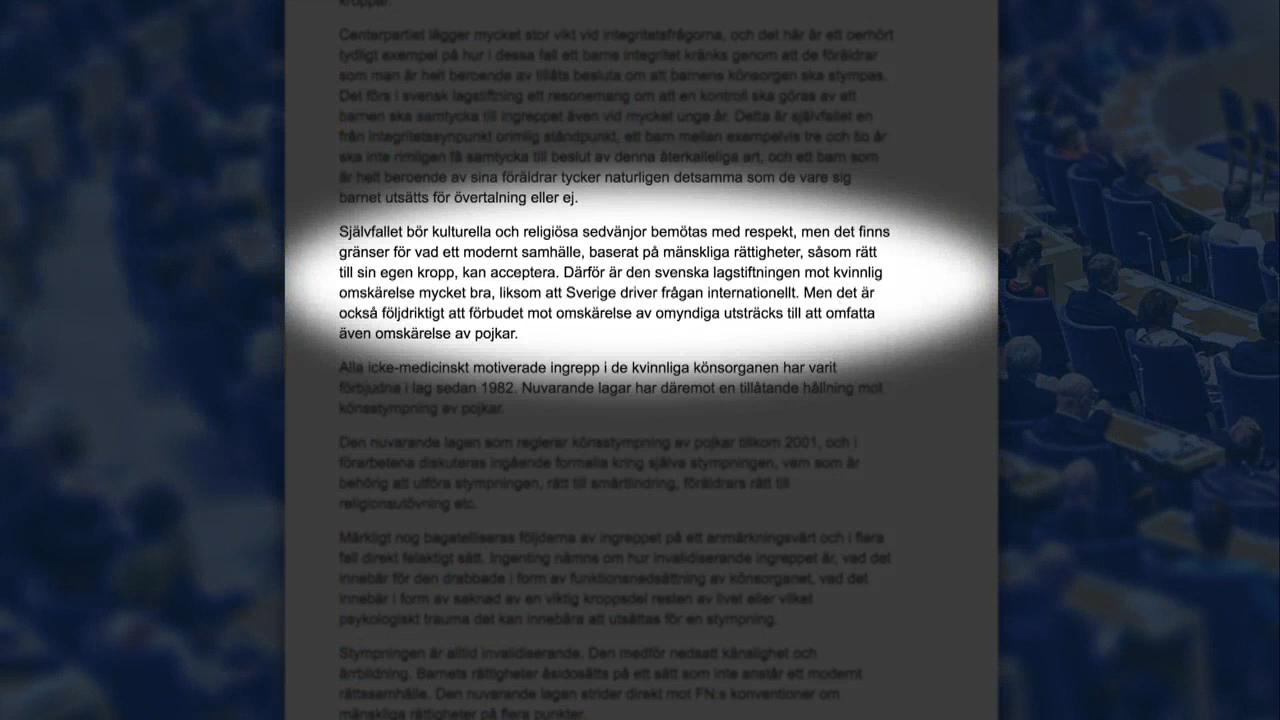 kroppar.
Centerpartiet lägger mycket stor vikt vid integritetsfrågorna, och det här är ett oerhört
tydligt exempel på hur i dessa fall ett barns integritet kränks genom att de föräldrar
som man är helt beroende av tillåts besluta om att barnens könsorgan ska stympas.
Det förs i svensk lagstiftning ett resonemang om att en kontroll ska göras av att
barnen ska samtycka till ingreppet även vid mycket unga år. Detta är självfallet en
från integritetssynpunkt orimlig ståndpunkt, ett barn mellan exempelvis tre och tio år
ska inte rimligen få samtycka till beslut av denna återkalleliga art, och ett barn som
är helt beroende av sina föräldrar tycker naturligen detsamma som de vare sig
barnet utsätts för övertalning eller ej.
Självfallet bör kulturella och religiösa sedvänjor bemötas med respekt, men det finns
gränser för vad ett modernt samhälle, baserat på mänskliga rättigheter, såsom rätt
till sin egen kropp, kan acceptera. Därför är den svenska lagstiftningen mot kvinnlig
omskärelse mycket bra, liksom att Sverige driver frågan internationellt. Men det är
också följdriktigt att förbudet mot omskärelse av omyndiga utsträcks till att omfatta
även omskärelse av pojkar.
Alla icke-medicinskt motiverade ingrepp i de kvinnliga könsorganen har varit
förbjudna i lag sedan 1982. Nuvarande lagar har däremot en tillåtande hållning mot
könsstympning av pojkar.
Den nuvarande lagen som reglerar könsstympning av pojkar tillkom 2001, och i
förarbetena diskuteras ingående formalia kring själva stympningen, vem som är
behörig att utföra stympningen, rätt till smärtlindring, föräldrars rätt till
religionsutövning etc.
Märkligt nog bagatelliseras följderna av ingreppet på ett anmärkningsvärt och i flera
fall direkt felaktigt sätt. Ingenting nämns om hur invalidiserande ingreppet är, vad det
innebär för den drabbade i form av funktionsnedsättning av könsorganet, vad det
innebär i form av saknad av en viktig kroppsdel resten av livet eller vilket
psykologiskt trauma det kan innebära att utsättas för en stympning.
Stympningen är alltid invalidiserande. Den medför nedsatt känslighet och
ärrbildning. Barnets rättigheter åsidosätts på ett sätt som inte anstår ett modernt
rättssamhälle. Den nuvarande lagen strider direkt mot FN:s konventioner om
mänskliga rättigheter på flera punkter.